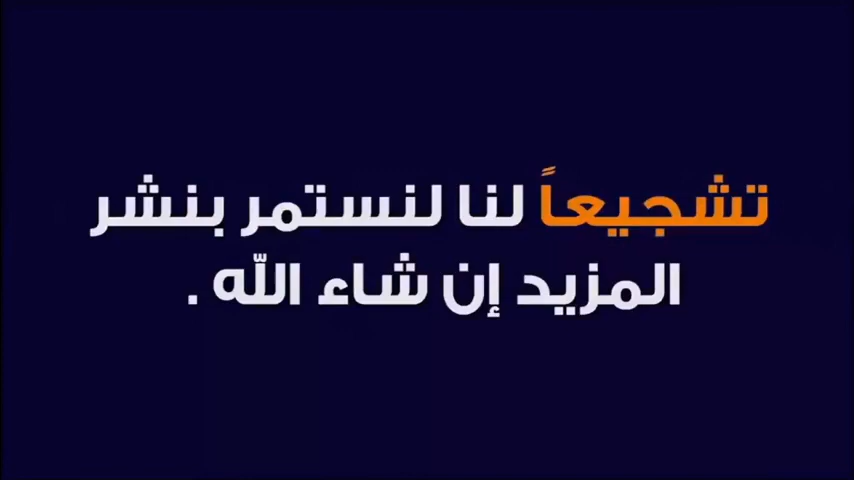 تشجيعاً لنا لنستمر بنشر
المزيد إن شاء الله .